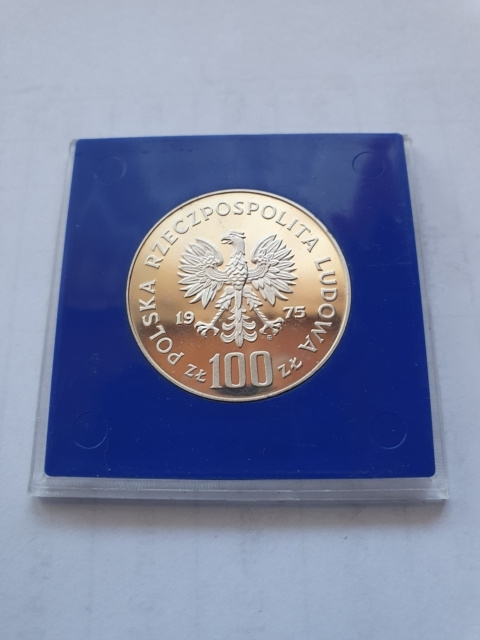 POLSKA RZECZPOSPOLITA LUDOWA
19 75
ZŁ 100 ZŁ